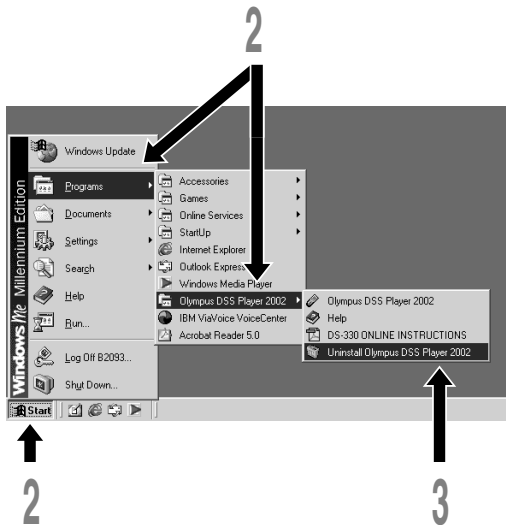 2
Windows Me Millennium Edition
Windows Update
Programs
Documents
Settings
Search
Help
Run...
Log Off B2093...
Shut Down...
Start
Accessories
Games
Online Services
StartUp
Internet Explorer
Outlook Express
Windows Media Player
Olympus DSS Player 2002
IBM ViaVoice VoiceCenter
Acrobat Reader 5.0
Olympus DSS Player 2002
Help
DS-330 ONLINE INSTRUCTIONS
Uninstall Olympus DSS Player 2002
2
3